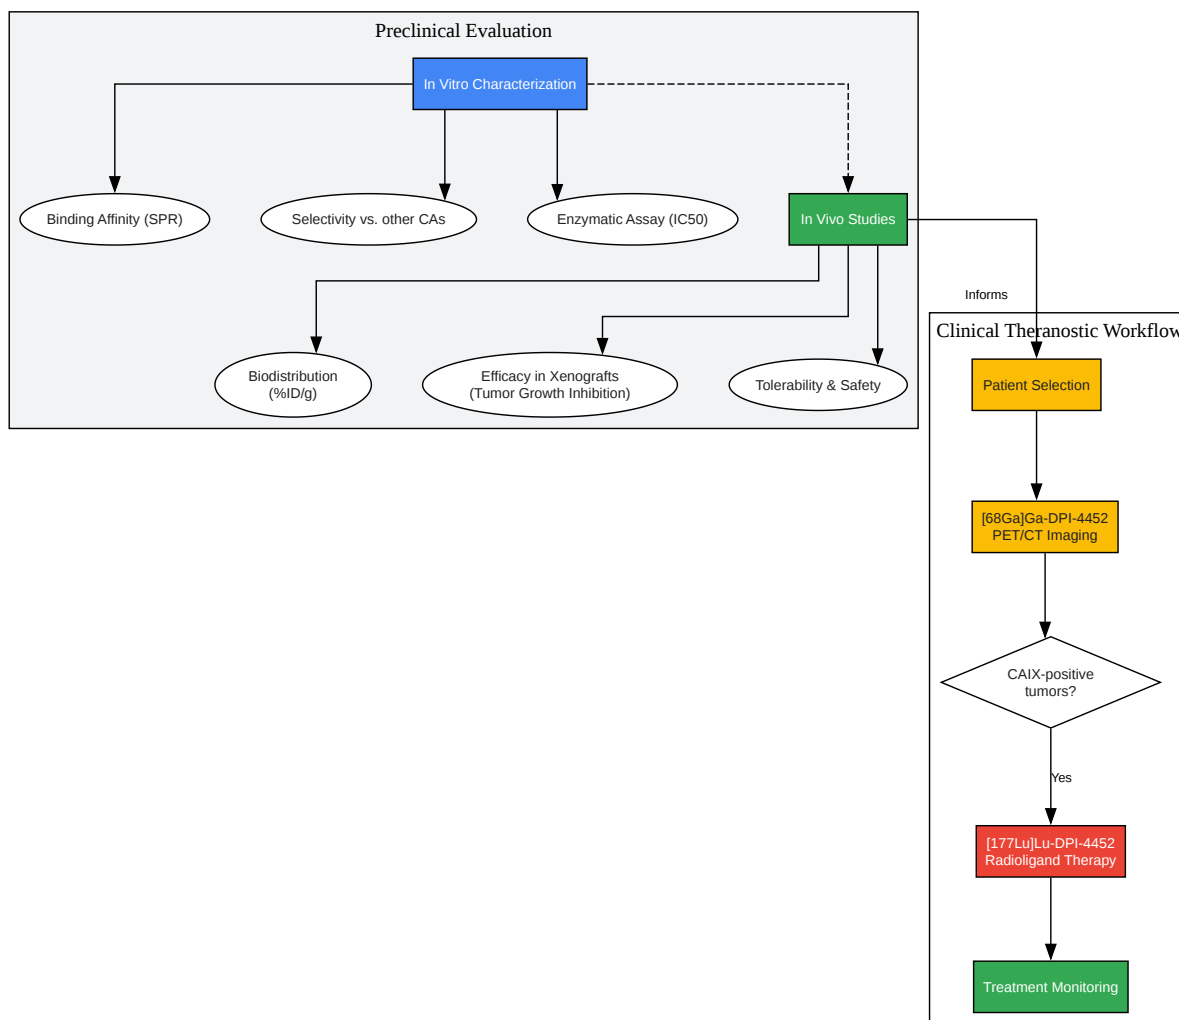 Preclinical Evaluation
In Vitro Characterization
Binding Affinity (SPR)
Selectivity vs. other CAs
Enzymatic Assay (IC50)
In Vivo Studies
Biodistribution
(%ID/g)
Efficacy in Xenografts
(Tumor Growth Inhibition)
Tolerability & Safety
Informs
Clinical Theranostic Workflow
Patient Selection
[68Ga]Ga-DPI-4452
PET/CT Imaging
CAIX-positive
tumors?
Yes
[177Lu]Lu-DPI-4452
Radioligand Therapy
Treatment Monitoring